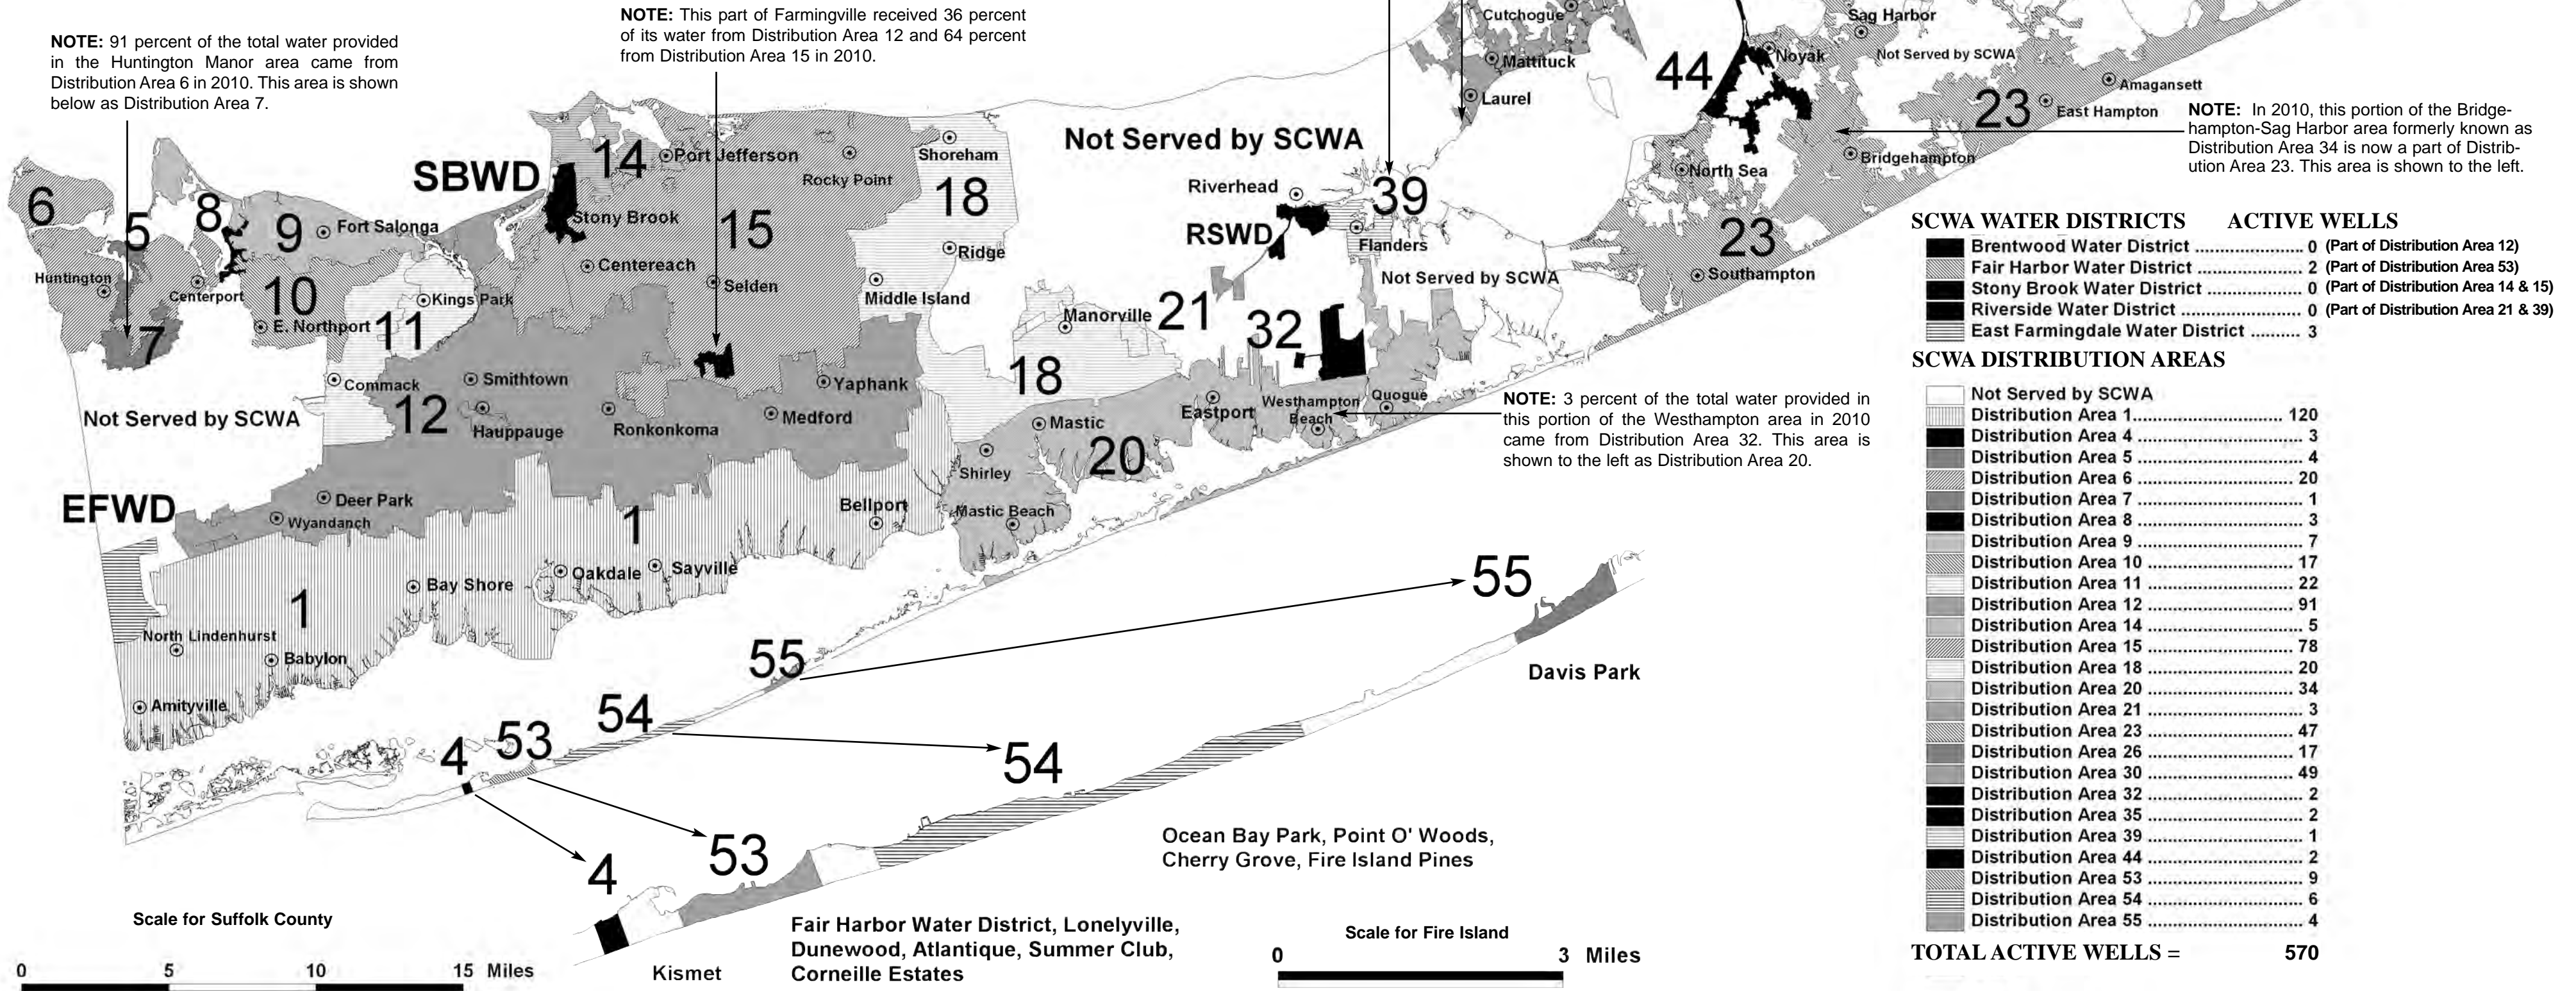 NOTE: 91 percent of the total water provided
in the Huntington Manor area came from
Distribution Area 6 in 2010. This area is shown
below as Distribution Area 7.
NOTE: This part of Farmingville received 36 percent
of its water from Distribution Area 12 and 64 percent
from Distribution Area 15 in 2010.
Cutchogue
Mattituck
Laurel
44
Sag Harbor
Noyak
Not Served by SCWA
Amagansett
East Hampton
23
NOTE: In 2010, this portion of the Bridge-
hampton-Sag Harbor area formerly known as
Distribution Area 34 is now a part of Distrib-
ution Area 23. This area is shown to the left.
Bridgehampton
North Sea
23
Southampton
Not Served by SCWA
Riverhead
39
RSWD
Flanders
Not Served by SCWA
SBWD
14
Port Jefferson
Rocky Point
Shoreham
18
Stony Brook
15
Ridge
Centereach
Selden
Middle Island
6
5
8
9
Fort Salonga
Huntington
Centerport
10
Kings Park
E. Northport
11
7
Manorville
21
32
18
Commack
Smithtown
Yaphank
Not Served by SCWA
12
Hauppauge
Ronkonkoma
Medford
Mastic
Eastport
Westhampton
Beach
Quogue
NOTE: 3 percent of the total water provided in
this portion of the Westhampton area in 2010
came from Distribution Area 32. This area is
shown to the left as Distribution Area 20.
20
Shirley
Mastic Beach
EFWD
Deer Park
Wyandanch
1
Bellport
Oakdale
Sayville
Bay Shore
1
North Lindenhurst
Babylon
Amityville
55
55
Davis Park
54
53
4
54
53
4
Ocean Bay Park, Point O' Woods,
Cherry Grove, Fire Island Pines
Fair Harbor Water District, Lonelyville,
Dunewood, Atlantique, Summer Club,
Corneille Estates
Kismet
Scale for Suffolk County
0 5 10 15 Miles
Scale for Fire Island
0 3 Miles
SCWA WATER DISTRICTS ACTIVE WELLS
Brentwood Water District ...................... 0 (Part of Distribution Area 12)
Fair Harbor Water District ...................... 2 (Part of Distribution Area 53)
Stony Brook Water District .................... 0 (Part of Distribution Area 14 & 15)
Riverside Water District ........................ 0 (Part of Distribution Area 21 & 39)
East Farmingdale Water District .......... 3
SCWA DISTRIBUTION AREAS
Not Served by SCWA
Distribution Area 1............................... 120
Distribution Area 4 ................................. 3
Distribution Area 5 ................................. 4
Distribution Area 6 ............................... 20
Distribution Area 7 ................................. 1
Distribution Area 8 ................................. 3
Distribution Area 9 ................................. 7
Distribution Area 10 ............................. 17
Distribution Area 11 ............................. 22
Distribution Area 12 ............................. 91
Distribution Area 14 ............................... 5
Distribution Area 15 ............................. 78
Distribution Area 18 ............................. 20
Distribution Area 20 ............................. 34
Distribution Area 21 ............................... 3
Distribution Area 23 ............................. 47
Distribution Area 26 ............................. 17
Distribution Area 30 ............................. 49
Distribution Area 32 ............................... 2
Distribution Area 35 ............................... 2
Distribution Area 39 ............................... 1
Distribution Area 44 ............................... 2
Distribution Area 53 ............................... 9
Distribution Area 54 ............................... 6
Distribution Area 55 ............................... 4
TOTAL ACTIVE WELLS = 570